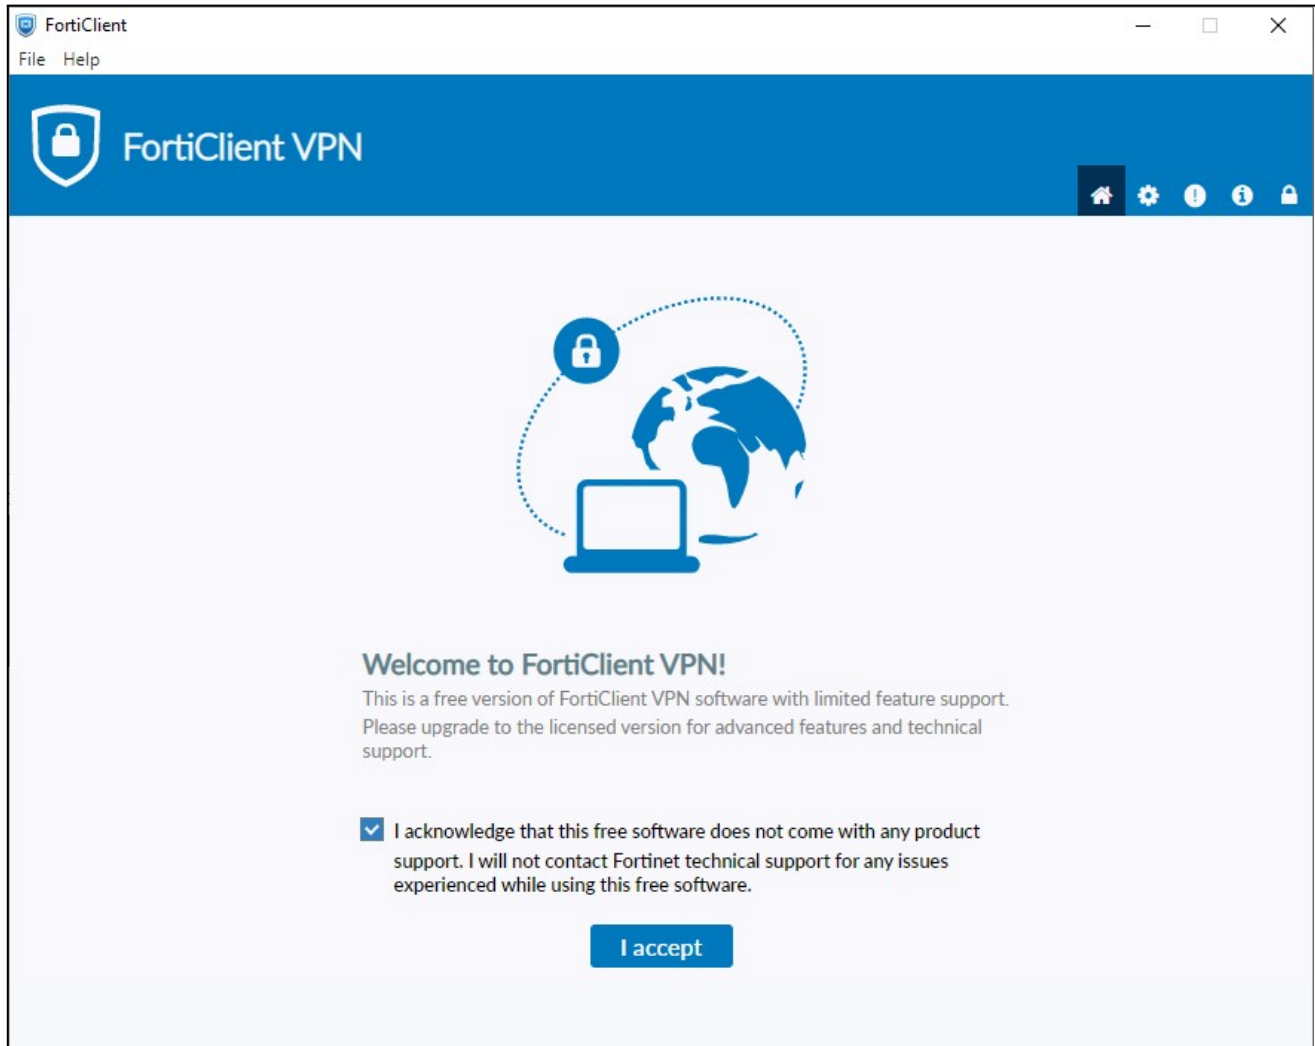 FortiClient
File Help
FortiClient VPN
Welcome to FortiClient VPN!
This is a free version of FortiClient VPN software with limited feature support.
Please upgrade to the licensed version for advanced features and technical
support.
I acknowledge that this free software does not come with any product
support. I will not contact Fortinet technical support for any issues
experienced while using this free software.
I accept